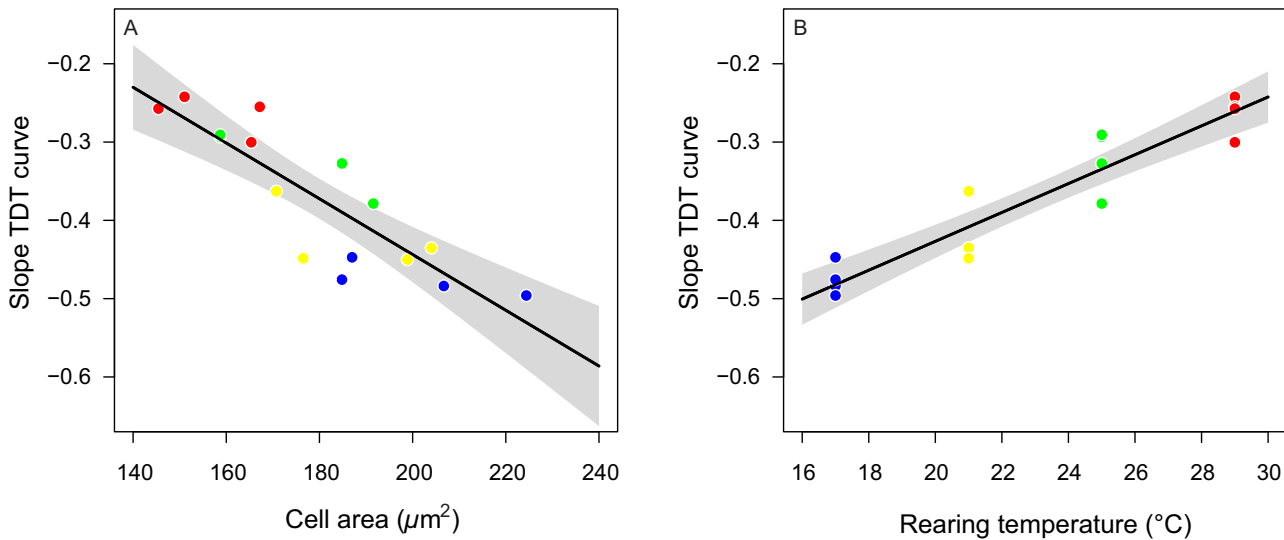 A
−0.2
−0.3
−0.4
−0.5
−0.6
Slope TDT curve
140 160 180 200 220 240
Cell area (µm²)
B
−0.2
−0.3
−0.4
−0.5
−0.6
Slope TDT curve
16 18 20 22 24 26 28 30
Rearing temperature (°C)